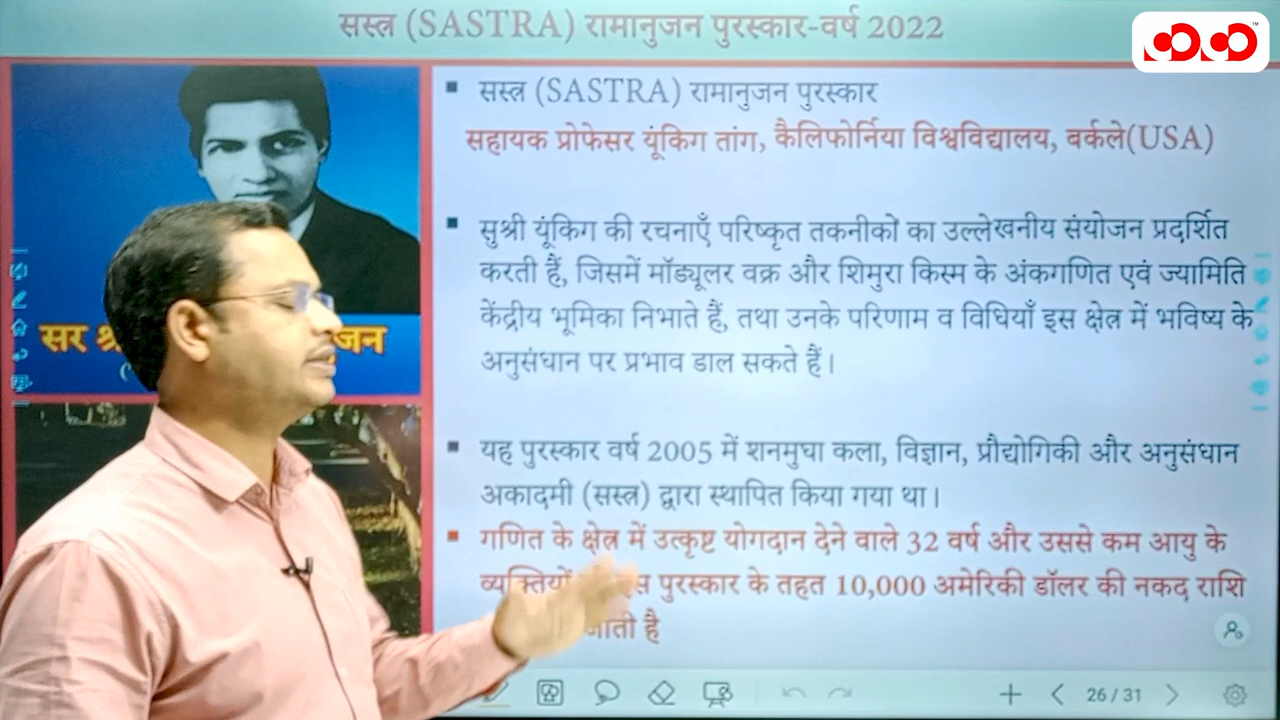 सस्त्र (SASTRA) रामानुजन पुरस्कार-वर्ष 2022
सस्त्र (SASTRA) रामानुजन पुरस्कार
सहायक प्रोफेसर यूंकिग तांग, कैलिफोर्निया विश्वविद्यालय, बर्कले(USA)
सुश्री यूंकिग की रचनाएँ परिष्कृत तकनीकों का उल्लेखनीय संयोजन प्रदर्शित
करती हैं, जिसमें मॉड्यूलर वक्र और शिमुरा किस्म के अंकगणित एवं ज्यामिति
केंद्रीय भूमिका निभाते हैं, तथा उनके परिणाम व विधियाँ इस क्षेत्र में भविष्य के
अनुसंधान पर प्रभाव डाल सकते हैं।
यह पुरस्कार वर्ष 2005 में शनमुघा कला, विज्ञान, प्रौद्योगिकी और अनुसंधान
अकादमी (सस्त्र) द्वारा स्थापित किया गया था।
गणित के क्षेत्र में उत्कृष्ट योगदान देने वाले 32 वर्ष और उससे कम आयु के
पुरस्कार के तहत 10,000 अमेरिकी डॉलर की नकद राशि
जाती है
सर
26 / 31